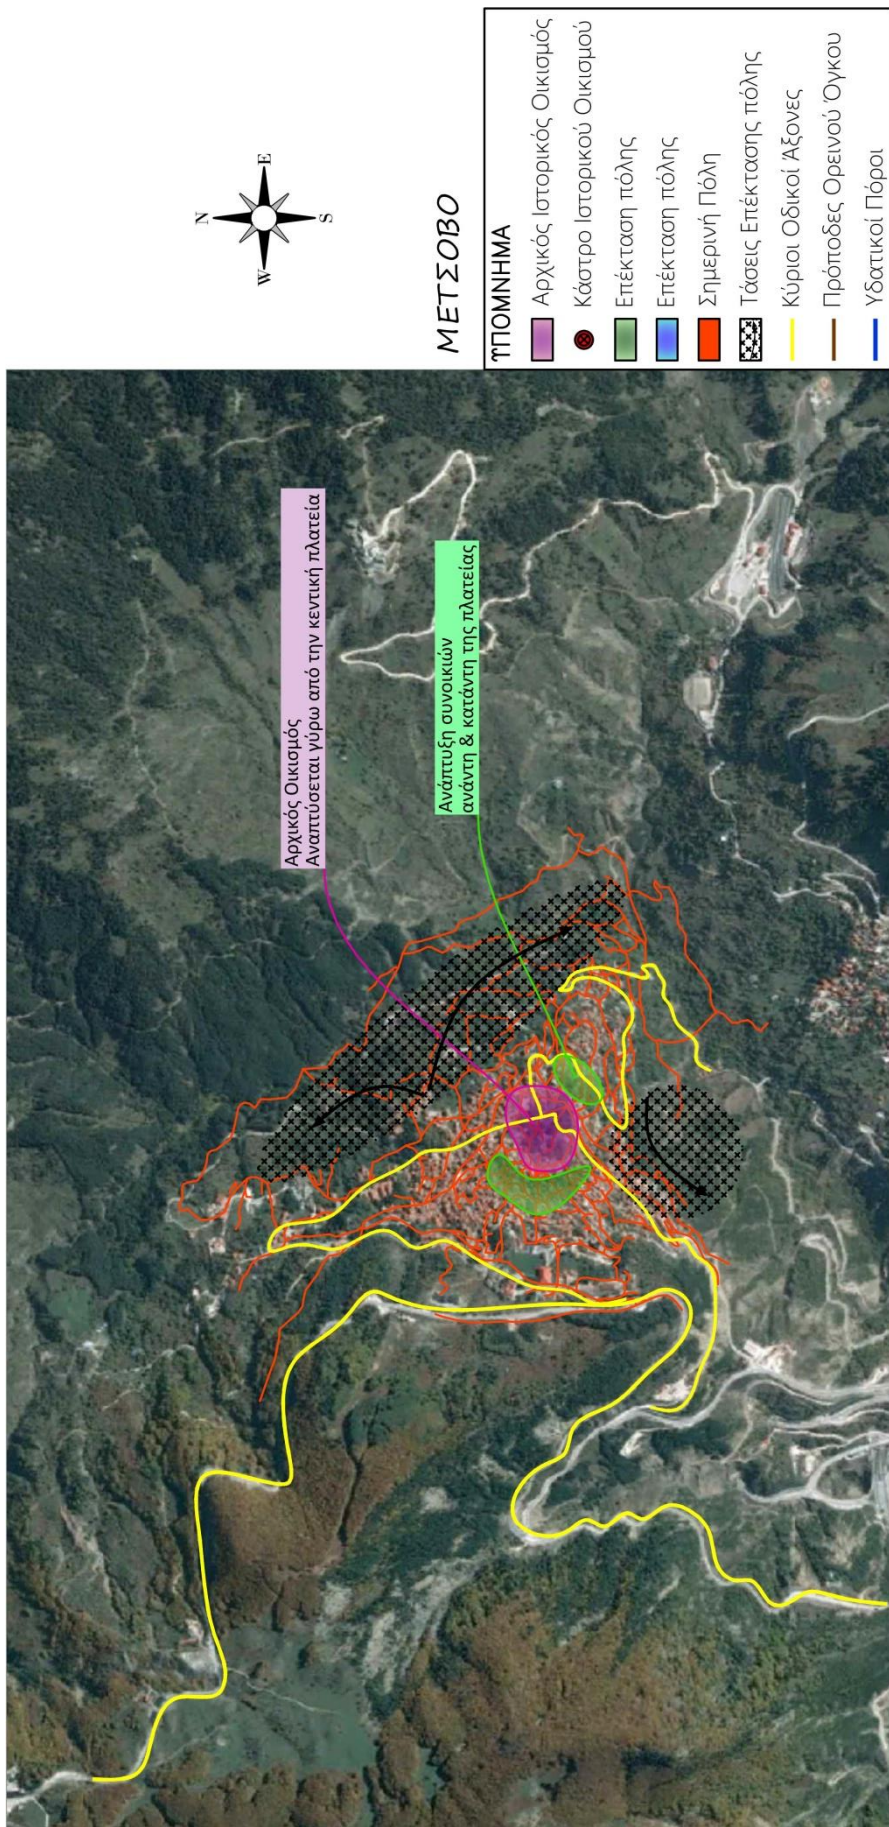 Αρχικός Οικισμός
Αναπτύσεται γύρω από την κεντική πλατεία
Ανάπτυξη συνοικιών
ανάντη & κατάντη της πλατείας
N
W
E
S
ΜΕΤΣΟΒΟ
ΥΠΟΜΝΗΜΑ
Αρχικός Ιστορικός Οικισμός
Κάστρο Ιστορικού Οικισμού
Επέκταση πόλης
Επέκταση πόλης
Σημερινή Πόλη
Τάσεις Επέκτασης πόλης
Κύριοι Οδικοί Άξονες
Πρόποδες Ορεινού Όγκου
Υδατικοί Πόροι